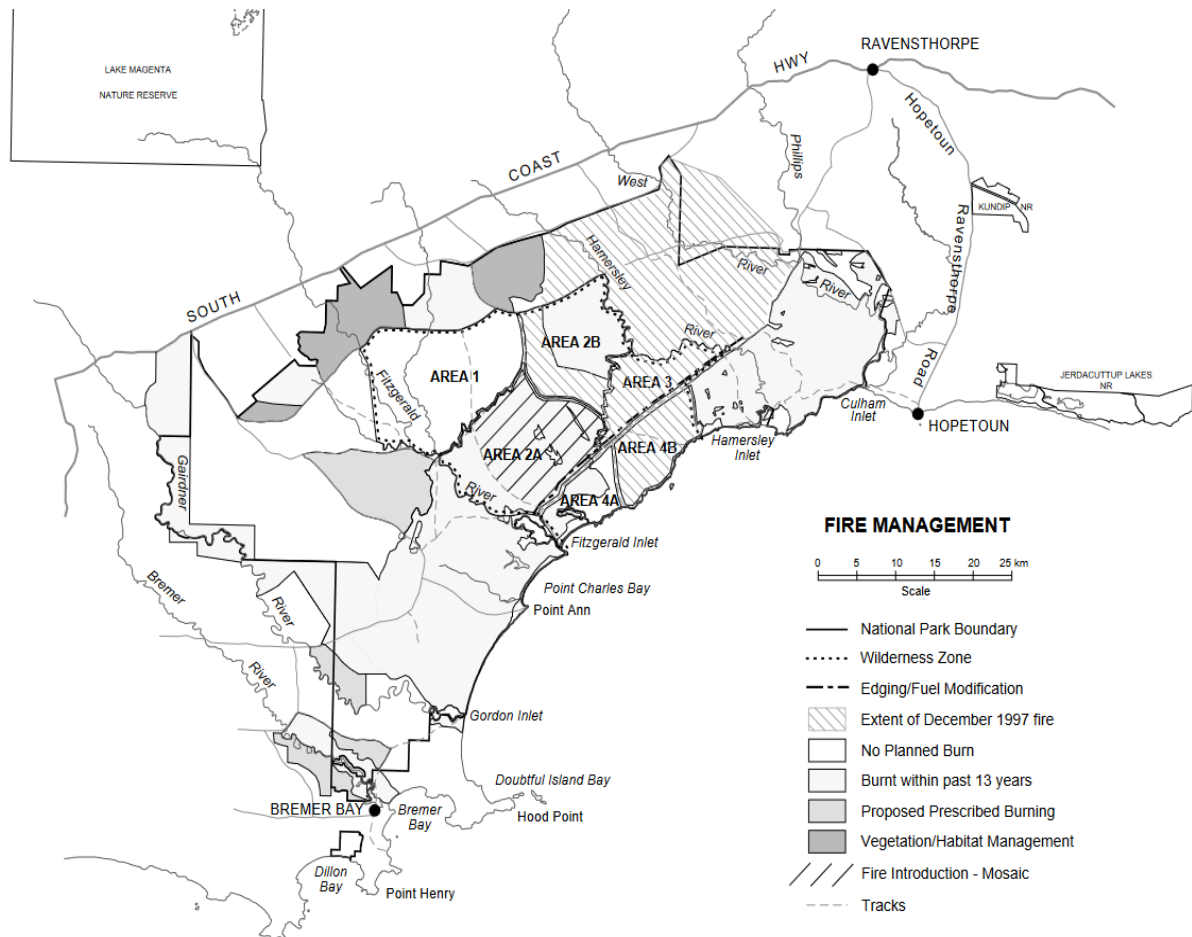 RAVENSTHORPE
LAKE MAGENTA
NATURE RESERVE
HWY
COAST
SOUTH
Hopetoun
Ravensthorpe
Road
Phillips
West
River
KUNDIP NR
Hamersley
River
River
AREA 2B
AREA 1
AREA 3
Fitzgerald
River
JERDACUTTUP LAKES
NR
Culham
Inlet
HOPETOUN
Hamersley
Inlet
AREA 2A
AREA 4B
AREA 4A
Gairdner
River
Fitzgerald Inlet
Point Charles Bay
Point Ann
Bremer
River
Gordon Inlet
Doubtful Island Bay
Hood Point
BREMER BAY
Bremer
Bay
Dillon
Bay
Point Henry
FIRE MANAGEMENT
0 5 10 15 20 25 km
Scale
National Park Boundary
Wilderness Zone
Edging/Fuel Modification
Extent of December 1997 fire
No Planned Burn
Burnt within past 13 years
Proposed Prescribed Burning
Vegetation/Habitat Management
Fire Introduction - Mosaic
Tracks